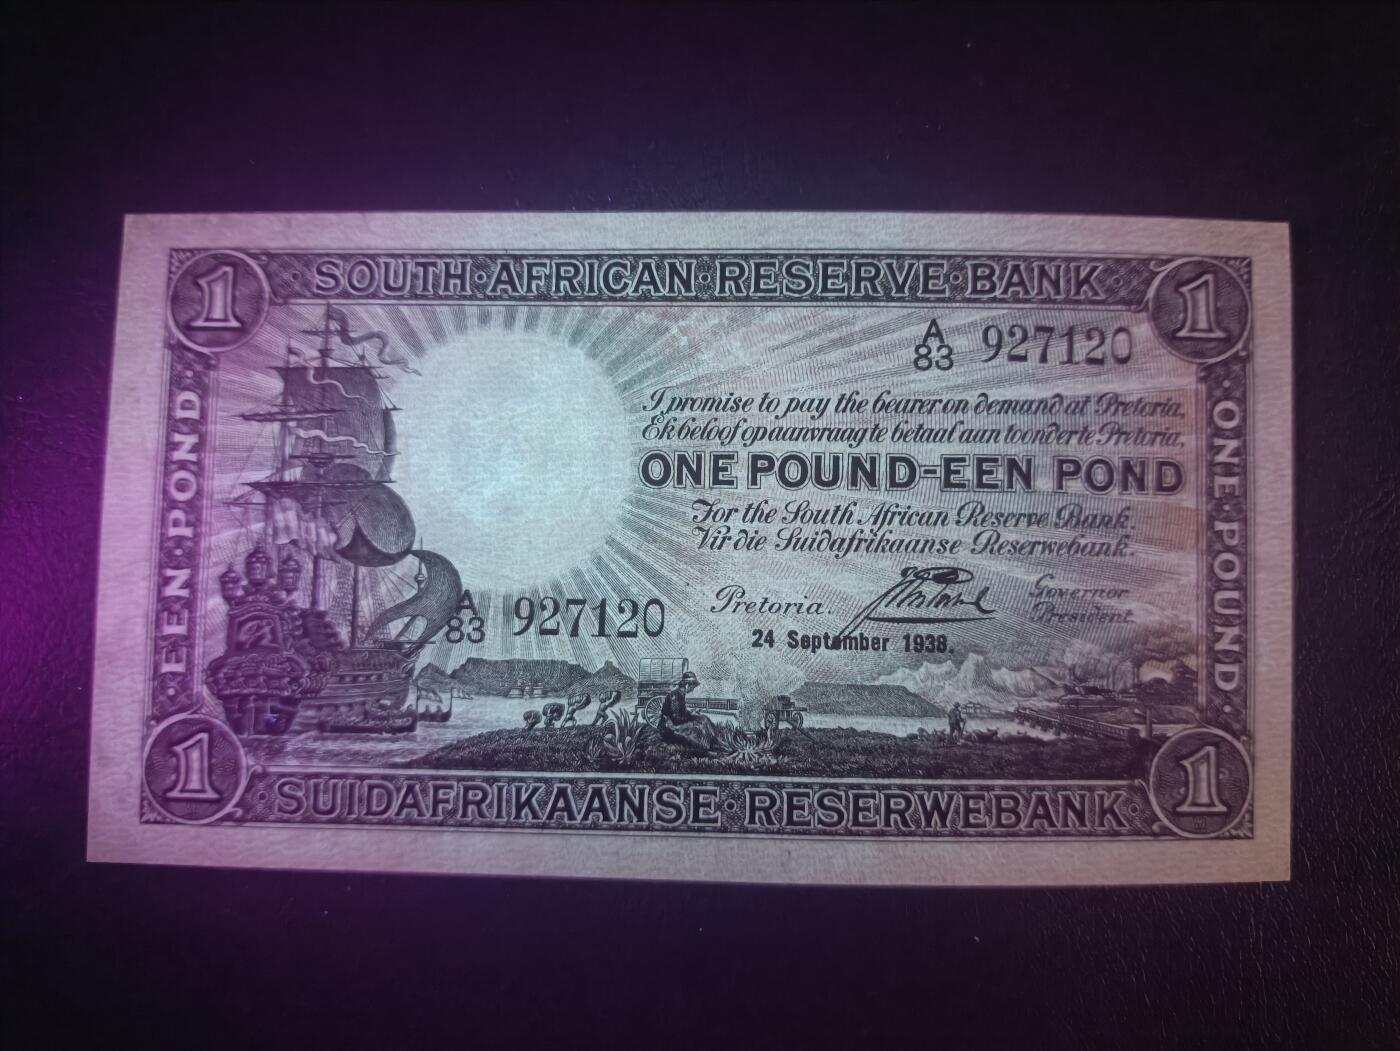 1 SOUTH·AFRICAN·RESERVE·BANK 1
A/83 927120
I promise to pay the bearer on demand at Pretoria,
Ek beloof op aanvraag te betaal aan toonder te Pretoria,
ONE POUND-EEN POND
For the South African Reserve Bank.
Vir die Suidafrikaanse Reserwebank.
Pretoria.
Governor
President.
24 September 1938.
A/83 927120
EEN·POND
ONE·POUND
1 SUIDAFRIKAANSE·RESERWEBANK 1